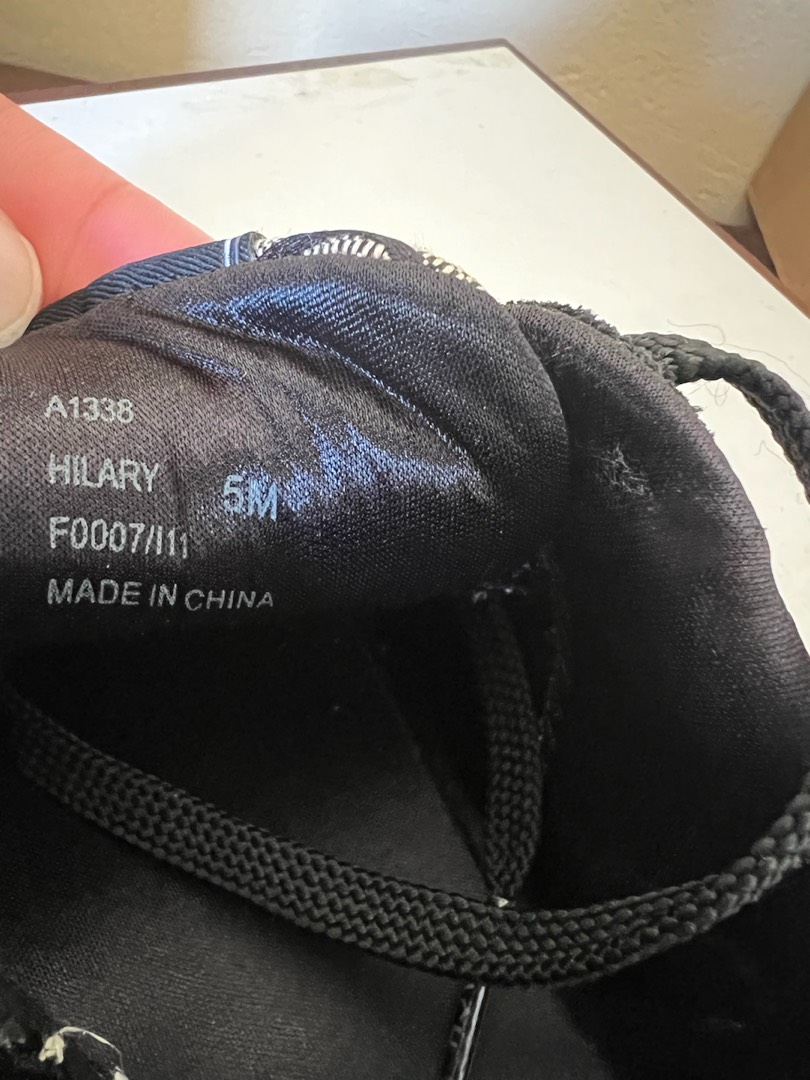 A1338
HILARY 5M
F0007/I11
MADE IN CHINA